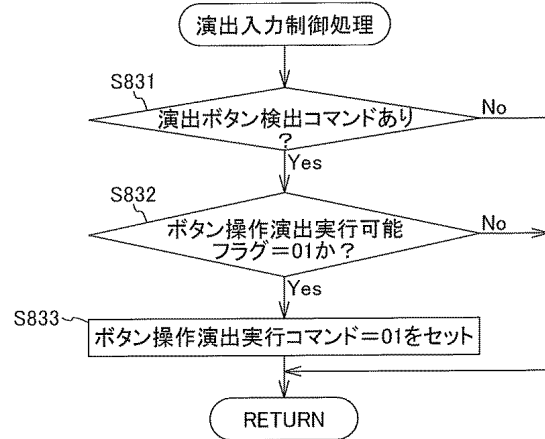 演出入力制御処理
S831
演出ボタン検出コマンドあり
?
No
Yes
S832
ボタン操作演出実行可能
フラグ=01か?
No
Yes
S833
ボタン操作演出実行コマンド=01をセット
RETURN